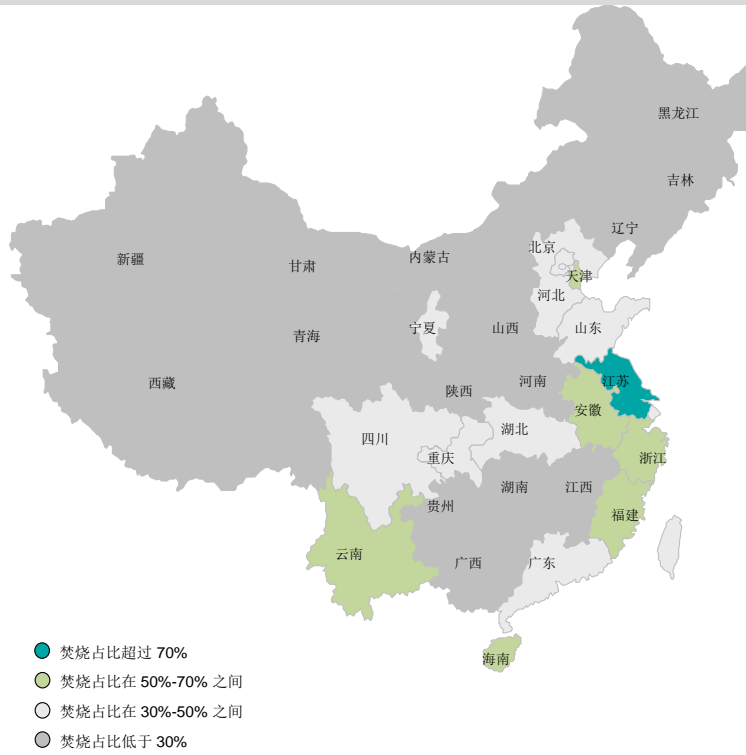 黑龙江
吉林
辽宁
北京
内蒙古
新疆
甘肃
天津
河北
宁夏
山西
山东
青海
西藏
河南
江苏
陕西
安徽
湖北
四川
重庆
浙江
湖南
江西
贵州
福建
云南
广西
广东
海南
焚烧占比超过 70%
焚烧占比在 50%-70% 之间
焚烧占比在 30%-50% 之间
焚烧占比低于 30%